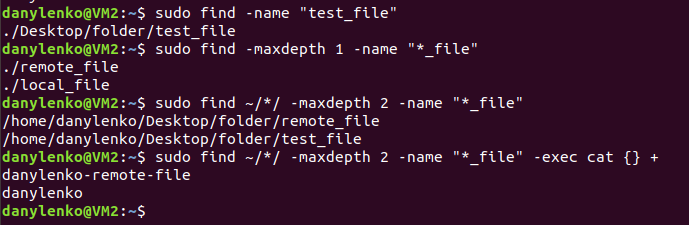 danylenko@VM2:~$ sudo find -name "test_file"
./Desktop/folder/test_file
danylenko@VM2:~$ sudo find -maxdepth 1 -name "*_file"
./remote_file
./local_file
danylenko@VM2:~$ sudo find ~/*/ -maxdepth 2 -name "*_file"
/home/danylenko/Desktop/folder/remote_file
/home/danylenko/Desktop/folder/test_file
danylenko@VM2:~$ sudo find ~/*/ -maxdepth 2 -name "*_file" -exec cat {} +
danylenko-remote-file
danylenko
danylenko@VM2:~$